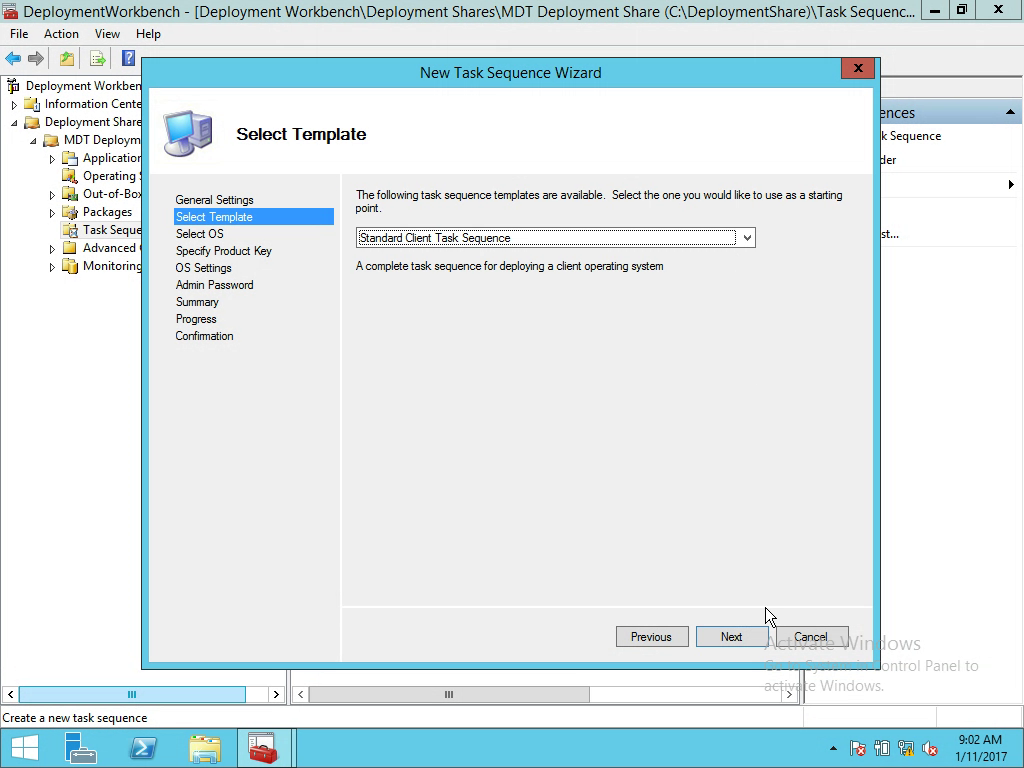 DeploymentWorkbench - [Deployment Workbench\Deployment Shares\MDT Deployment Share (C:\DeploymentShare)\Task Sequenc...
File Action View Help
New Task Sequence Wizard
Deployment Workben
Information Cente
Deployment Share
MDT Deploym
Application
Operating S
Out-of-Box
Packages
Task Seque
Advanced
Monitoring
Select Template
General Settings
Select Template
Select OS
Specify Product Key
OS Settings
Admin Password
Summary
Progress
Confirmation
The following task sequence templates are available. Select the one you would like to use as a starting
point.
Standard Client Task Sequence
A complete task sequence for deploying a client operating system
Previous Next Cancel
ences
k Sequence
der
st...
Activate Windows
Go to System in Control Panel to
activate Windows.
Create a new task sequence
9:02 AM
1/11/2017